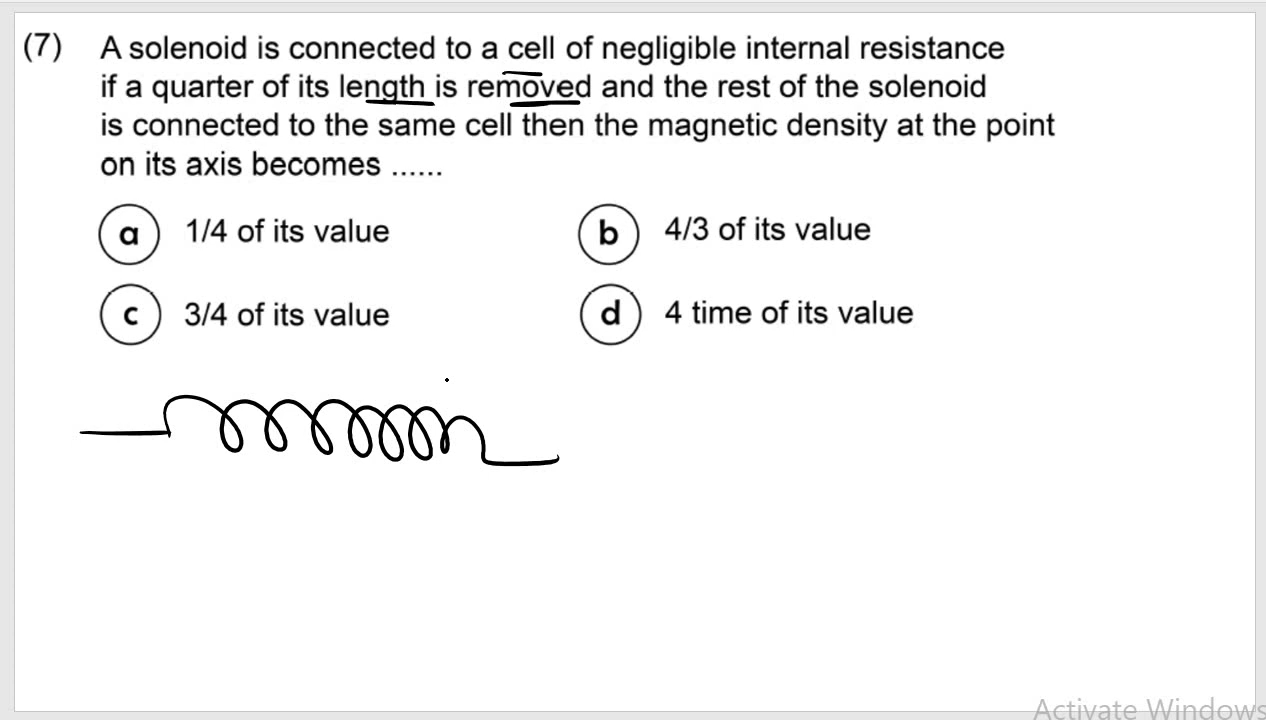 (7) A solenoid is connected to a cell of negligible internal resistance
if a quarter of its length is removed and the rest of the solenoid
is connected to the same cell then the magnetic density at the point
on its axis becomes ......
a 1/4 of its value
b 4/3 of its value
c 3/4 of its value
d 4 time of its value
Activate Windows